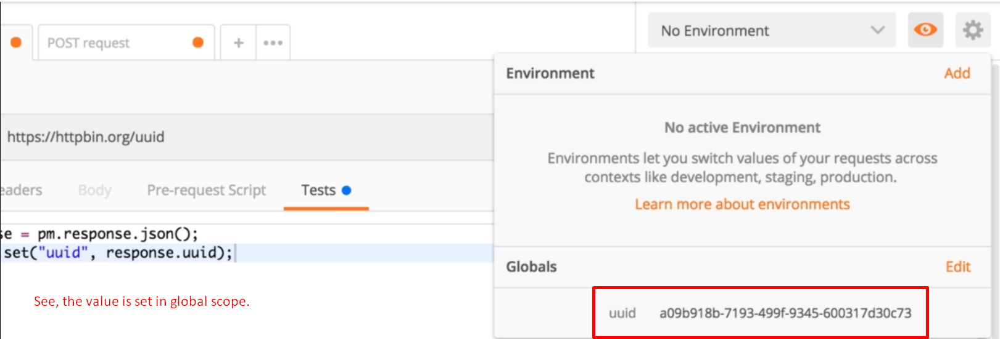 POST request
+
No Environment
Environment
Add
No active Environment
Environments let you switch values of your requests across
contexts like development, staging, production.
Learn more about environments
https://httpbin.org/uuid
eaders
Body
Pre-request Script
Tests
se = pm.response.json();
set("uuid", response.uuid);
Globals
Edit
See, the value is set in global scope.
uuid a09b918b-7193-499f-9345-600317d30c73